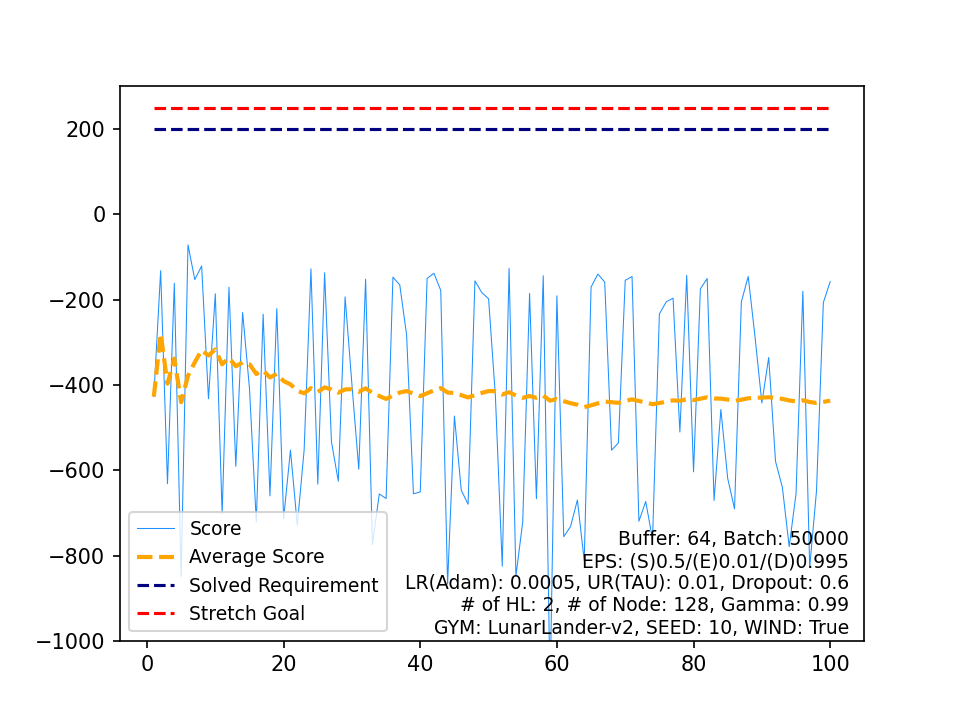 200
0
−200
−400
−600
−800
−1000
0 20 40 60 80 100
Score
Average Score
Solved Requirement
Stretch Goal
Buffer: 64, Batch: 50000
EPS: (S)0.5/(E)0.01/(D)0.995
LR(Adam): 0.0005, UR(TAU): 0.01, Dropout: 0.6
# of HL: 2, # of Node: 128, Gamma: 0.99
GYM: LunarLander-v2, SEED: 10, WIND: True